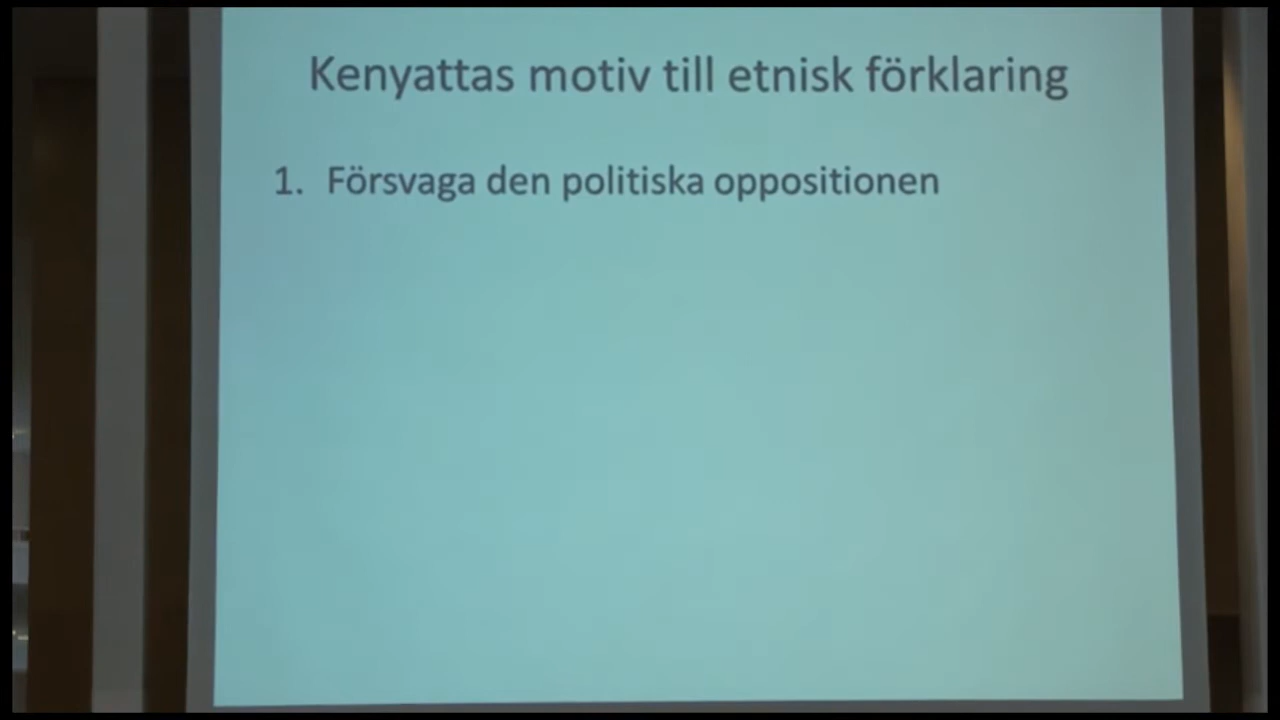 Kenyattas motiv till etnisk förklaring
1. Försvaga den politiska oppositionen